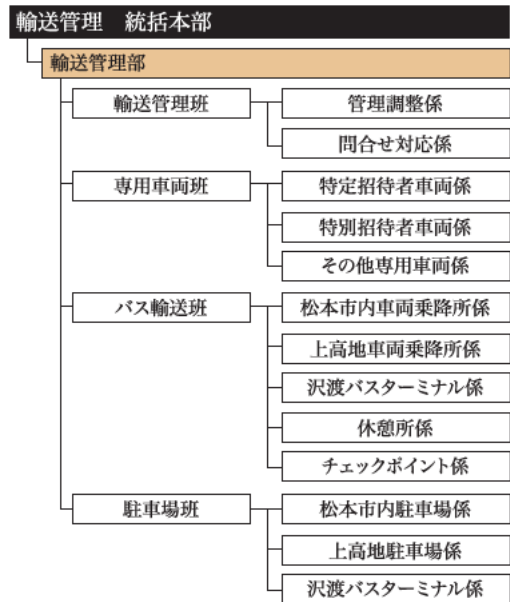 輸送管理　統括本部
輸送管理部
輸送管理班
管理調整係
問合せ対応係
専用車両班
特定招待者車両係
特別招待者車両係
その他専用車両係
バス輸送班
松本市内車両乗降所係
上高地車両乗降所係
沢渡バスターミナル係
休憩所係
チェックポイント係
駐車場班
松本市内駐車場係
上高地駐車場係
沢渡バスターミナル係